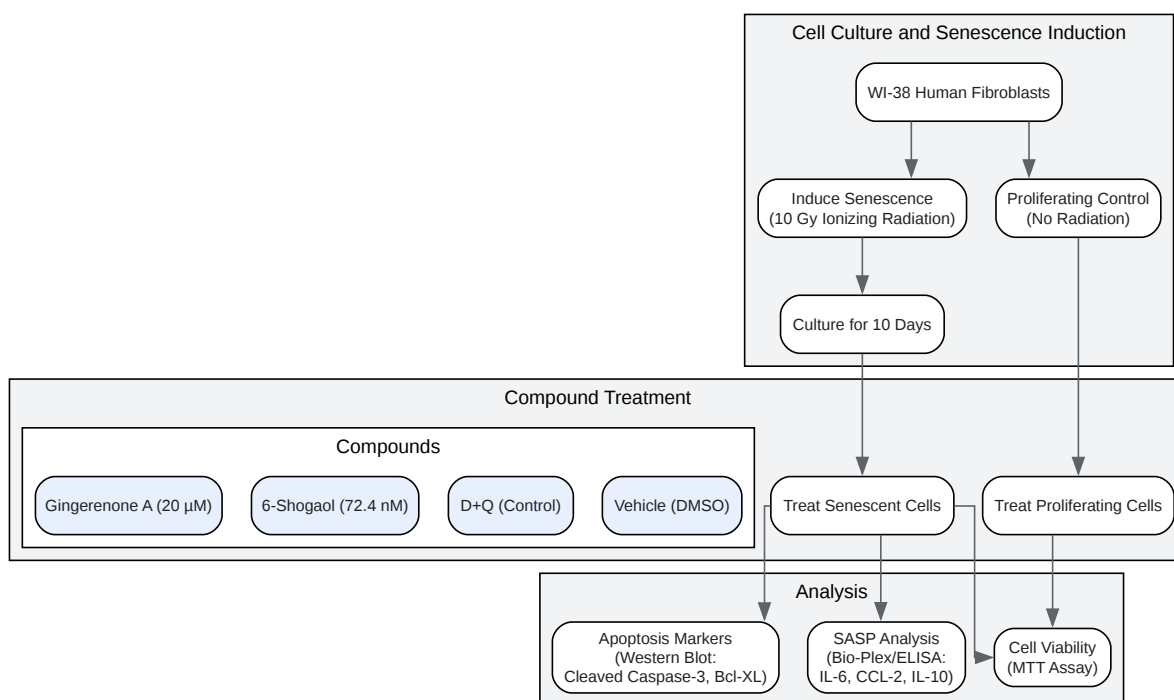 Cell Culture and Senescence Induction
WI-38 Human Fibroblasts
Induce Senescence
(10 Gy Ionizing Radiation)
Proliferating Control
(No Radiation)
Culture for 10 Days
Compound Treatment
Compounds
Gingerenone A (20 µM)
6-Shogaol (72.4 nM)
D+Q (Control)
Vehicle (DMSO)
Treat Senescent Cells
Treat Proliferating Cells
Analysis
Apoptosis Markers
(Western Blot:
Cleaved Caspase-3, Bcl-XL)
SASP Analysis
(Bio-Plex/ELISA:
IL-6, CCL-2, IL-10)
Cell Viability
(MTT Assay)